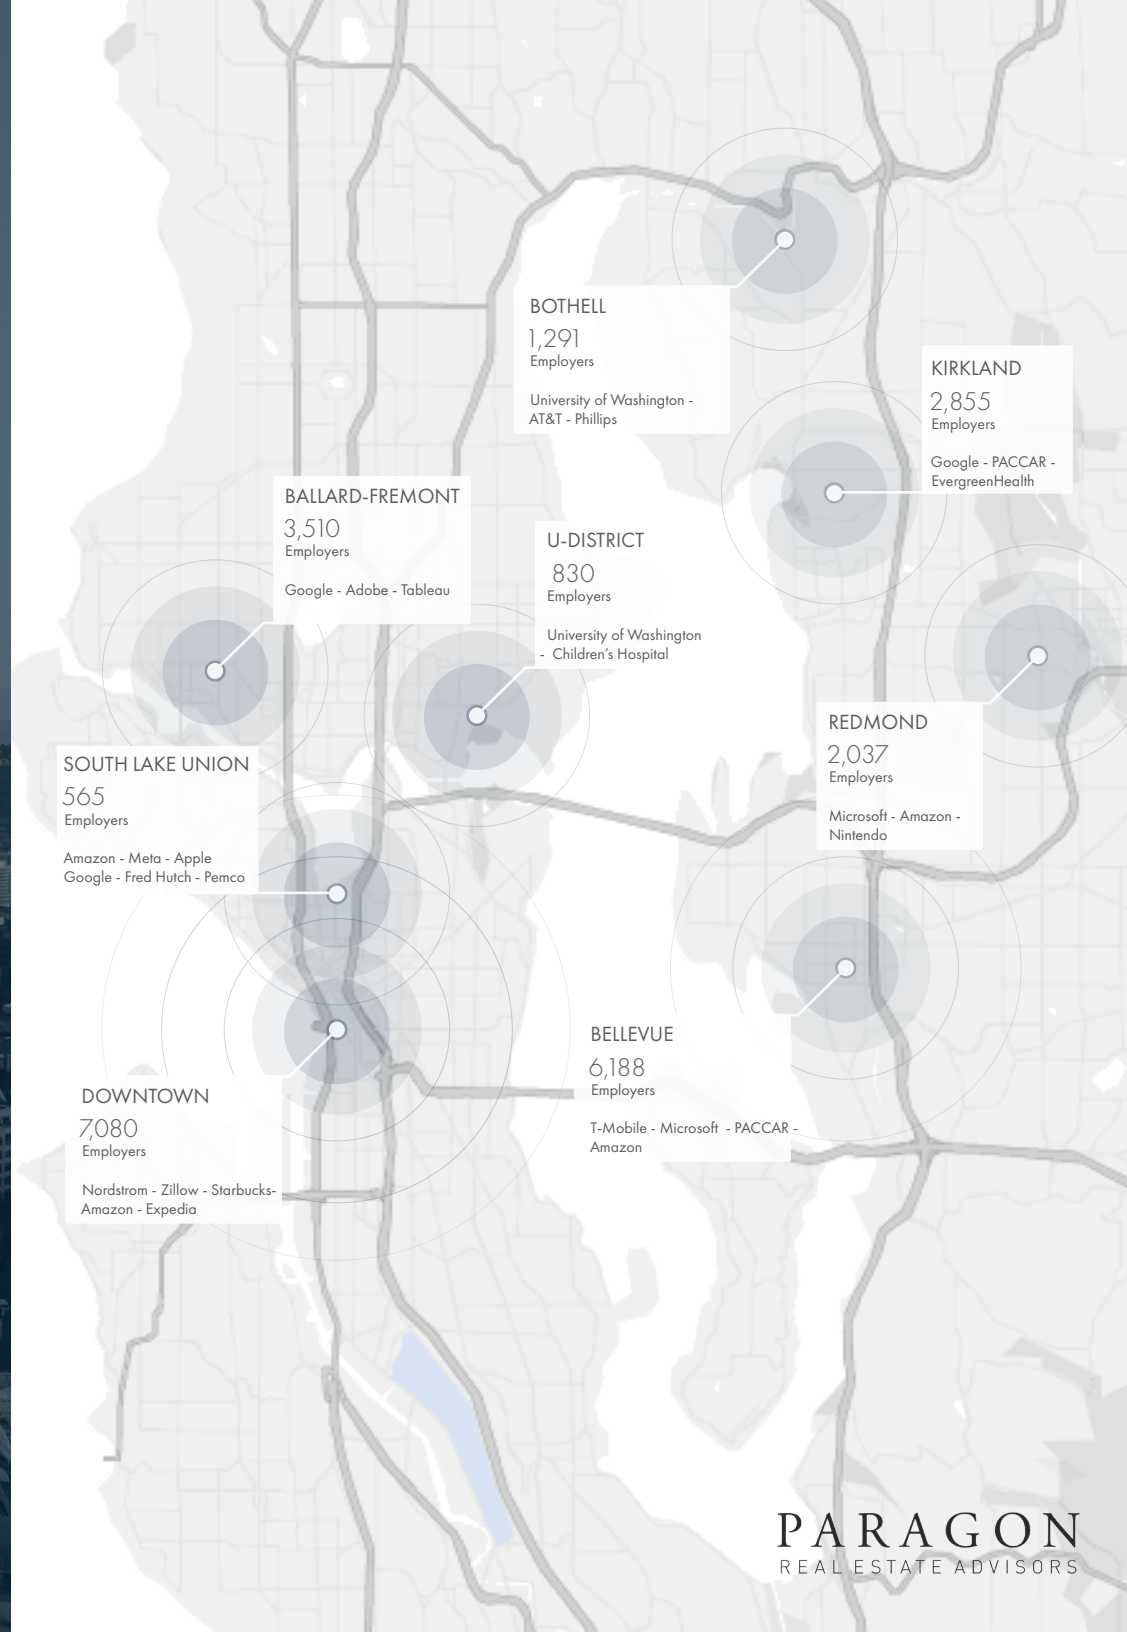 BOTHELL
1,291
Employers
University of Washington -
AT&T - Phillips
KIRKLAND
2,855
Employers
Google - PACCAR -
EvergreenHealth
BALLARD-FREMONT
3,510
Employers
Google - Adobe - Tableau
U-DISTRICT
830
Employers
University of Washington
- Children's Hospital
REDMOND
2,037
Employers
Microsoft - Amazon -
Nintendo
SOUTH LAKE UNION
565
Employers
Amazon - Meta - Apple
Google - Fred Hutch - Pemco
BELLEVUE
6,188
Employers
T-Mobile - Microsoft - PACCAR -
Amazon
DOWNTOWN
7,080
Employers
Nordstrom - Zillow - Starbucks-
Amazon - Expedia
PARAGON
REAL ESTATE ADVISORS